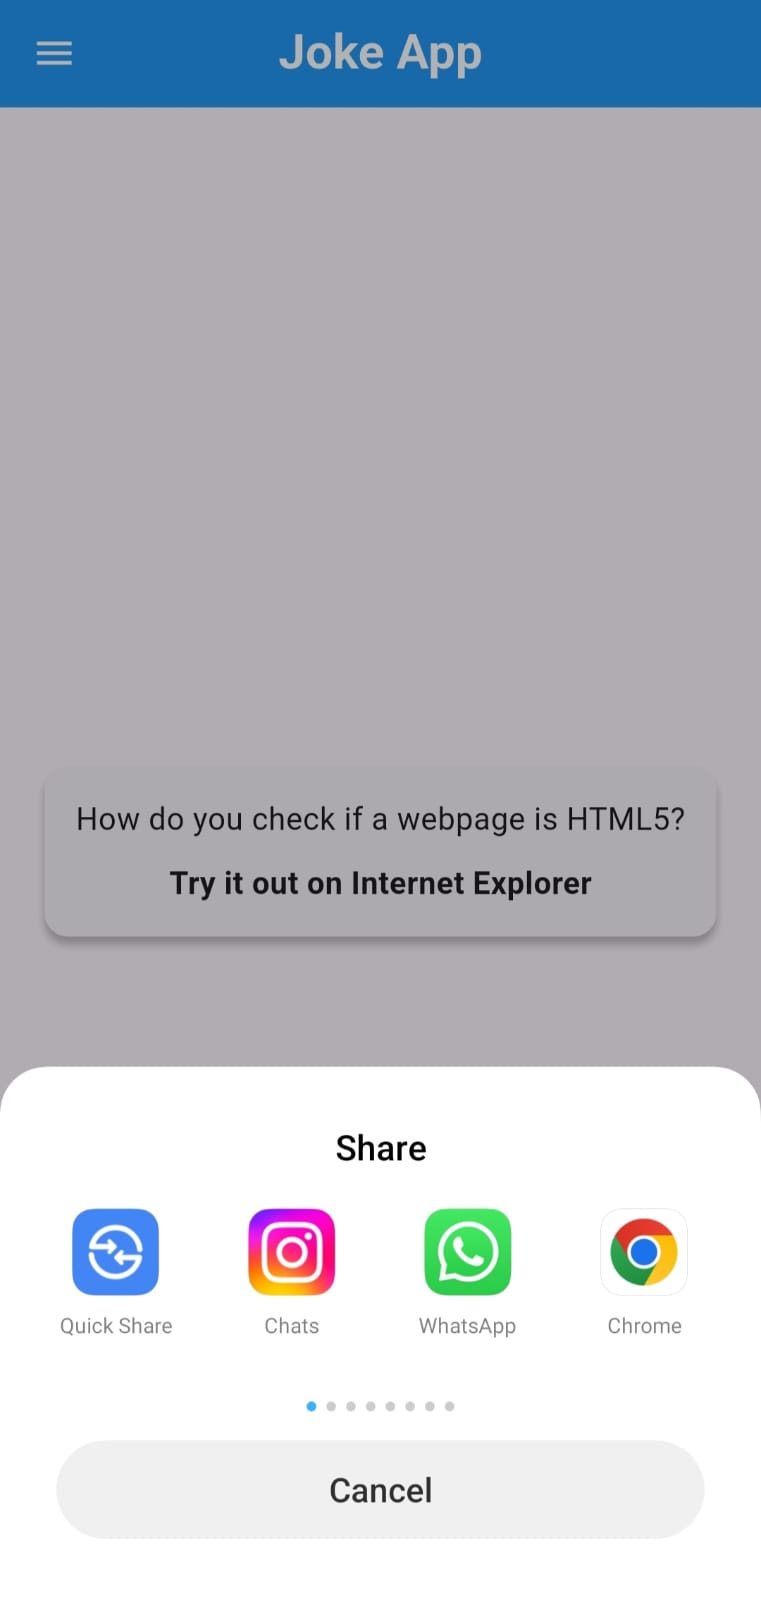 Joke App
How do you check if a webpage is HTML5?
Try it out on Internet Explorer
Share
Quick Share
Chats
WhatsApp
Chrome
Cancel